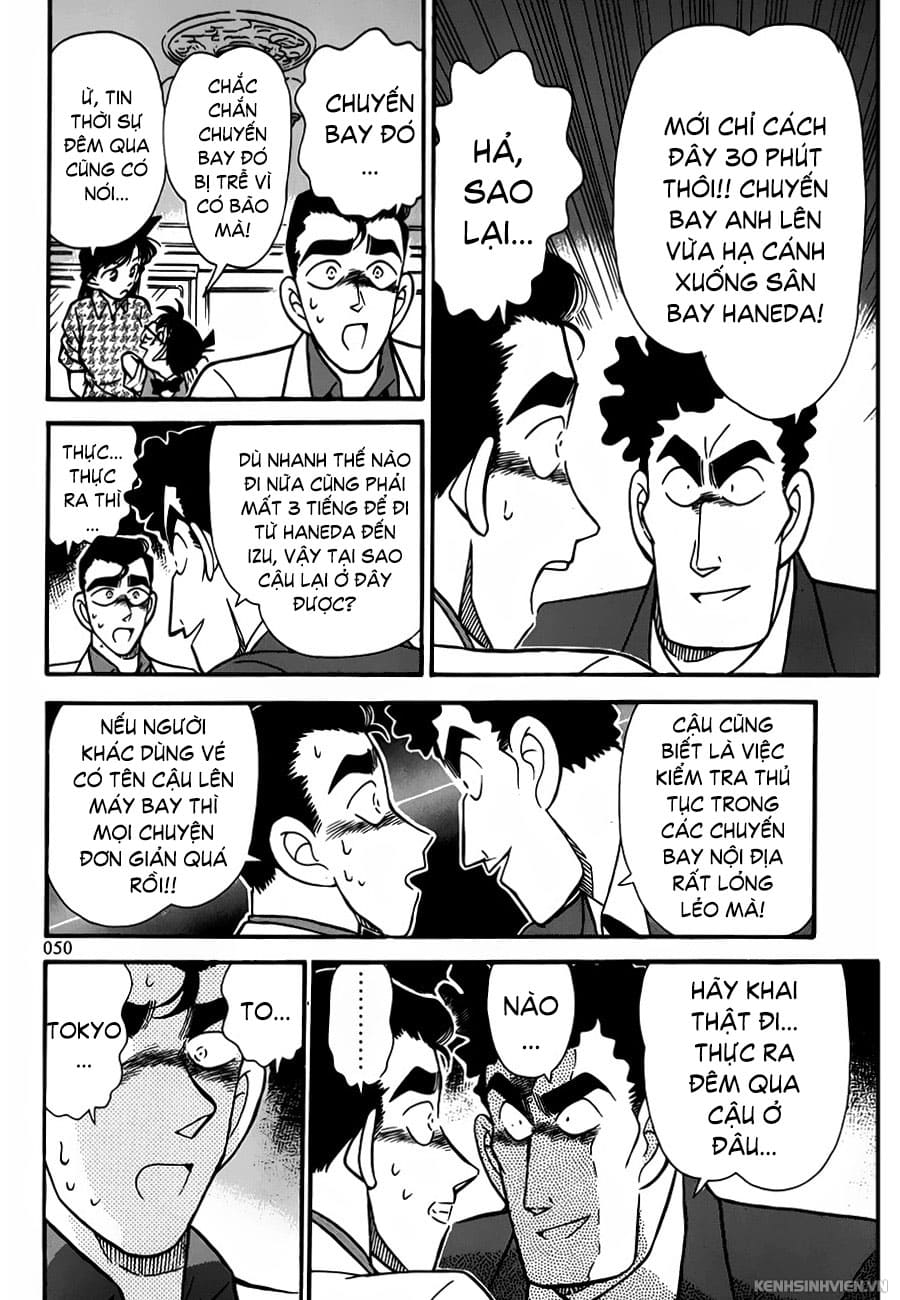 MỚI CHỈ CÁCH
ĐÂY 30 PHÚT
THÔI!! CHUYẾN
BAY ANH LÊN
VỪA HẠ CÁNH
XUỐNG SÂN
BAY HANEDA!
HẢ,
SAO
LẠI...
CHUYẾN
BAY ĐÓ
...
CHẮC
CHẮN
CHUYẾN
BAY ĐÓ
BỊ TRỄ VÌ
CÓ BÃO
MÀ!
Ừ, TIN
THỜI SỰ
ĐÊM QUA
CŨNG CÓ
NÓI...
DÙ NHANH THẾ NÀO
ĐI NỮA CŨNG PHẢI
MẤT 3 TIẾNG ĐỂ ĐI
TỪ HANEDA ĐẾN
IZU, VẬY TẠI SAO
CẬU LẠI Ở ĐÂY
ĐƯỢC?
THỰC...
THỰC
RA THÌ
...
CẬU CŨNG
BIẾT LÀ VIỆC
KIỂM TRA THỦ
TỤC TRONG
CÁC CHUYẾN
BAY NỘI ĐỊA
RẤT LỎNG
LẺO MÀ!
NẾU NGƯỜI
KHÁC DÙNG VÉ
CÓ TÊN CẬU LÊN
MÁY BAY THÌ
MỌI CHUYỆN
ĐƠN GIẢN QUÁ
RỒI!!
050
HÃY KHAI
THẬT ĐI...
THỰC RA
ĐÊM QUA
CẬU Ở
ĐÂU...
NÀO
...
.........
TO...
TOKYO
...
KENHSINHVIEN.VN